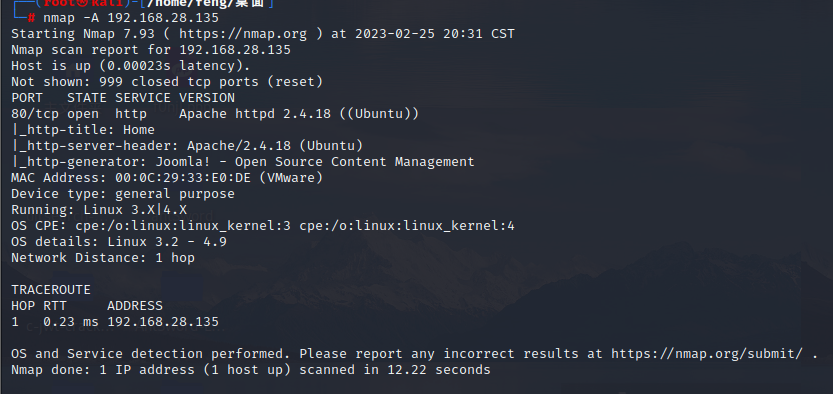 ┌──(root㉿kali)-[/home/feng/桌面]
└─# nmap -A 192.168.28.135
Starting Nmap 7.93 ( https://nmap.org ) at 2023-02-25 20:31 CST
Nmap scan report for 192.168.28.135
Host is up (0.00023s latency).
Not shown: 999 closed tcp ports (reset)
PORT   STATE SERVICE VERSION
80/tcp open  http    Apache httpd 2.4.18 ((Ubuntu))
|_http-title: Home
|_http-server-header: Apache/2.4.18 (Ubuntu)
|_http-generator: Joomla! - Open Source Content Management
MAC Address: 00:0C:29:33:E0:DE (VMware)
Device type: general purpose
Running: Linux 3.X|4.X
OS CPE: cpe:/o:linux:linux_kernel:3 cpe:/o:linux:linux_kernel:4
OS details: Linux 3.2 - 4.9
Network Distance: 1 hop
TRACEROUTE
HOP RTT     ADDRESS
1   0.23 ms 192.168.28.135
OS and Service detection performed. Please report any incorrect results at https://nmap.org/submit/ .
Nmap done: 1 IP address (1 host up) scanned in 12.22 seconds